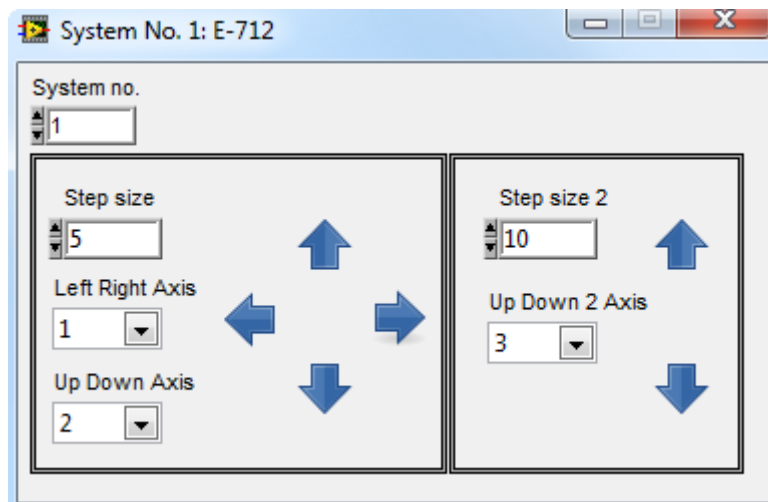 System No. 1: E-712
System no.
1
Step size
5
Left Right Axis
1
Up Down Axis
2
Step size 2
10
Up Down 2 Axis
3